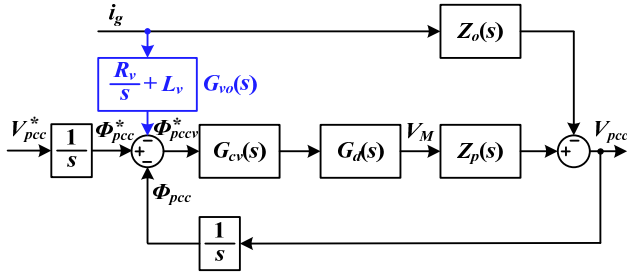 i_g
Z_o(s)
R_v/s + L_v G_vo(s)
V*_pcc 1/s Φ*_pcc Φ*_pccv G_cv(s) G_d(s) V_M Z_p(s) V_pcc
+ − −
+ −
Φ_pcc
1/s